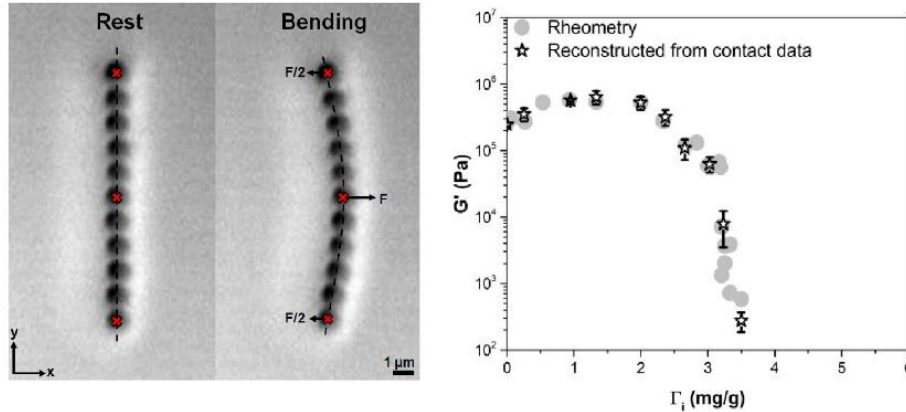 Rest
Bending
F/2
F
F/2
y
x
1 µm
Rheometry
Reconstructed from contact data
G' (Pa)
10⁷
10⁶
10⁵
10⁴
10³
10²
0
1
2
3
4
5
6
Γᵢ (mg/g)